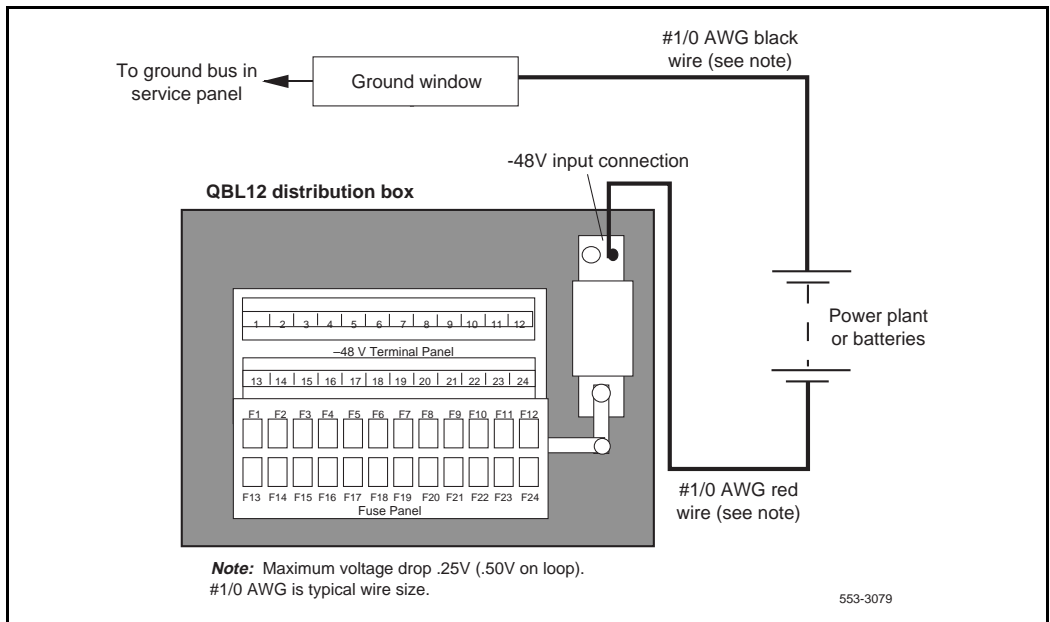 #1/0 AWG black
wire (see note)
To ground bus in
service panel
Ground window
-48V input connection
QBL12 distribution box
1 2 3 4 5 6 7 8 9 10 11 12
–48 V Terminal Panel
13 14 15 16 17 18 19 20 21 22 23 24
F1 F2 F3 F4 F5 F6 F7 F8 F9 F10 F11 F12
F13 F14 F15 F16 F17 F18 F19 F20 F21 F22 F23 F24
Fuse Panel
Power plant
or batteries
#1/0 AWG red
wire (see note)
Note: Maximum voltage drop .25V (.50V on loop).
#1/0 AWG is typical wire size.
553-3079